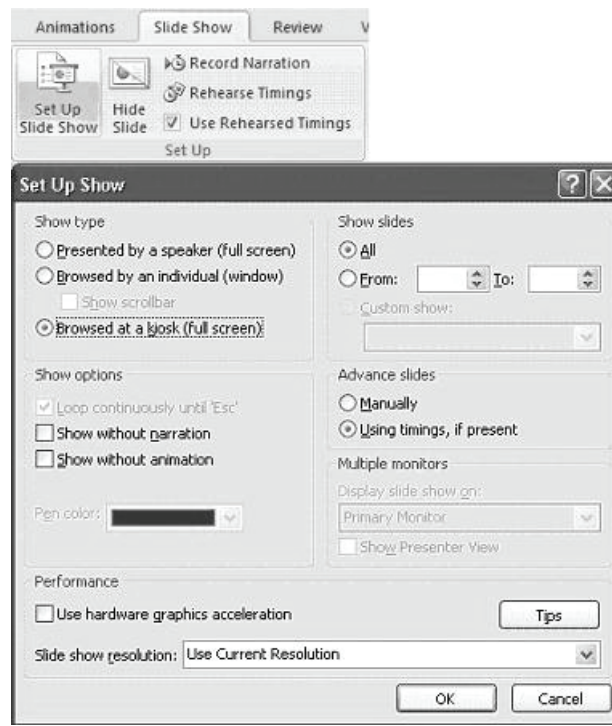 Animations Slide Show Review V
Record Narration
Rehearse Timings
Use Rehearsed Timings
Set Up
Slide Show
Hide
Slide
Set Up
Set Up Show
Show type
Presented by a speaker (full screen)
Browsed by an individual (window)
Show scrollbar
Browsed at a kiosk (full screen)
Show slides
All
From: To:
Custom show:
Show options
Loop continuously until 'Esc'
Show without narration
Show without animation
Pen color:
Advance slides
Manually
Using timings, if present
Multiple monitors
Display slide show on:
Primary Monitor
Show Presenter View
Performance
Use hardware graphics acceleration
Tips
Slide show resolution: Use Current Resolution
OK Cancel